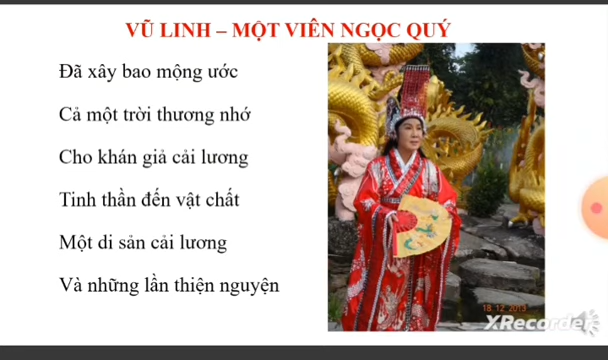 VŨ LINH – MỘT VIÊN NGỌC QUÝ
Đã xây bao mộng ước
Cả một trời thương nhớ
Cho khán giả cải lương
Tinh thần đến vật chất
Một di sản cải lương
Và những lần thiện nguyện
18.12.2013
XRecorder